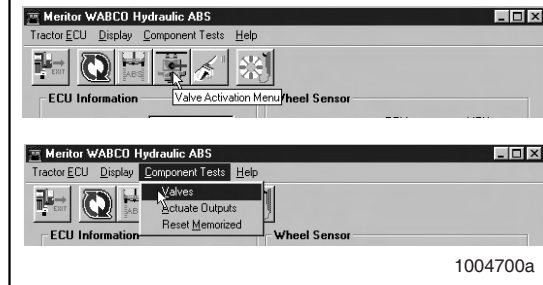 Meritor WABCO Hydraulic ABS
Tractor ECU Display Component Tests Help
EXIT ABS
Valve Activation Menu
ECU Information Wheel Sensor
Meritor WABCO Hydraulic ABS
Tractor ECU Display Component Tests Help
Valves
EXIT AB Actuate Outputs
Reset Memorized
ECU Information Wheel Sensor
1004700a